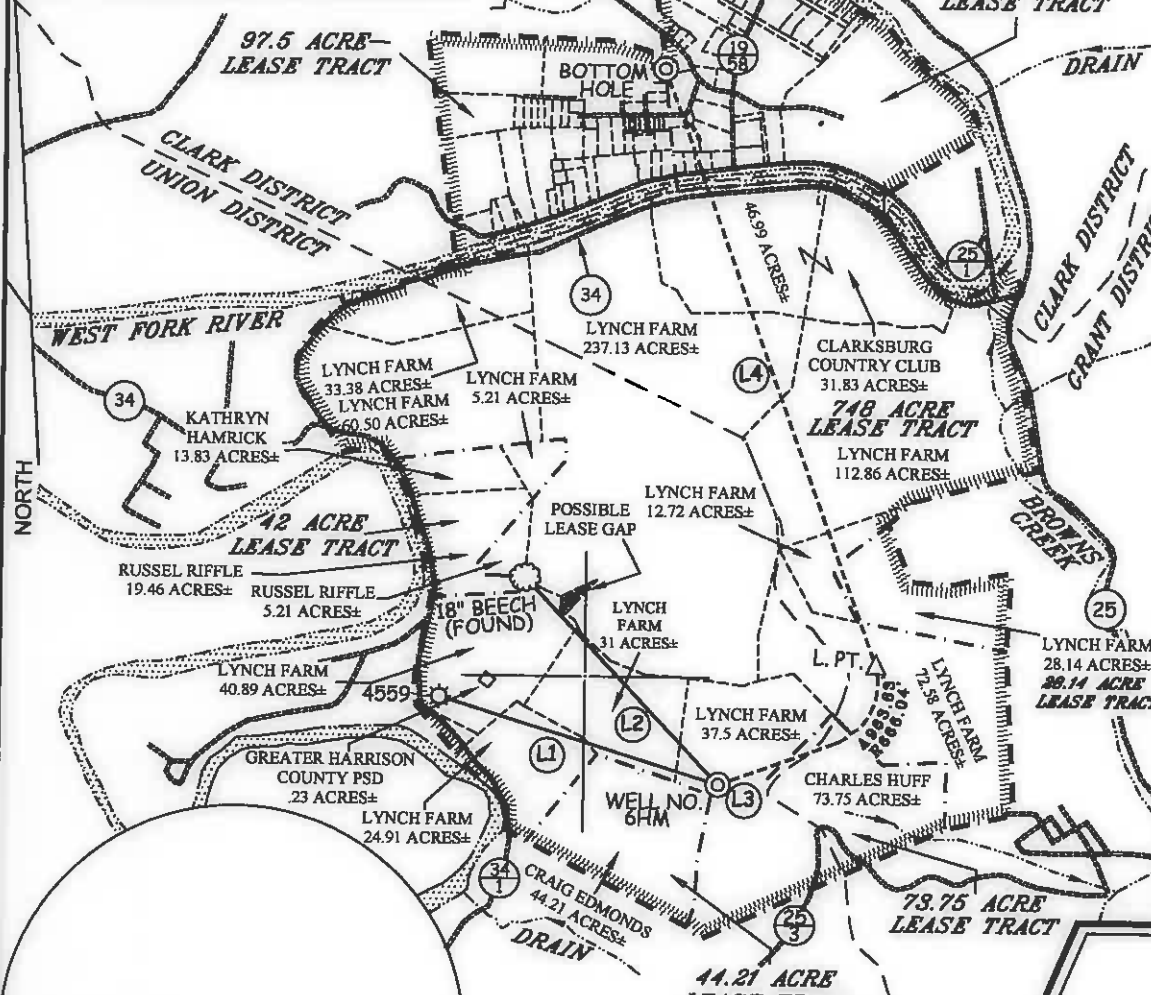 LEASE TRACT
97.5 ACRE
LEASE TRACT
19
58
BOTTOM
HOLE
DRAIN
CLARK DISTRICT
UNION DISTRICT
CLARK DISTRICT
GRANT DISTRI
46.99 ACRES±
25
1
34
WEST FORK RIVER
LYNCH FARM
237.13 ACRES±
CLARKSBURG
COUNTRY CLUB
31.83 ACRES±
LYNCH FARM
33.38 ACRES±
LYNCH FARM
60.50 ACRES±
LYNCH FARM
5.21 ACRES±
L4
34
748 ACRE
LEASE TRACT
KATHRYN
HAMRICK
13.83 ACRES±
LYNCH FARM
112.86 ACRES±
NORTH
LYNCH FARM
12.72 ACRES±
POSSIBLE
LEASE GAP
BROWNS
CREEK
42 ACRE
LEASE TRACT
RUSSEL RIFFLE
19.46 ACRES±
RUSSEL RIFFLE
5.21 ACRES±
18" BEECH
(FOUND)
LYNCH
FARM
31 ACRES±
25
LYNCH FARM
28.14 ACRES±
28.14 ACRE
LEASE TRACT
LYNCH FARM
40.89 ACRES±
4559
L. PT.
LYNCH FARM
72.58 ACRES±
LYNCH FARM
37.5 ACRES±
L2
L1
GREATER HARRISON
COUNTY PSD
.23 ACRES±
WELL NO.
6HM
L3
CHARLES HUFF
73.75 ACRES±
LYNCH FARM
24.91 ACRES±
34
1
CRAIG EDMONDS
44.21 ACRES±
DRAIN
25
3
73.75 ACRE
LEASE TRACT
44.21 ACRE